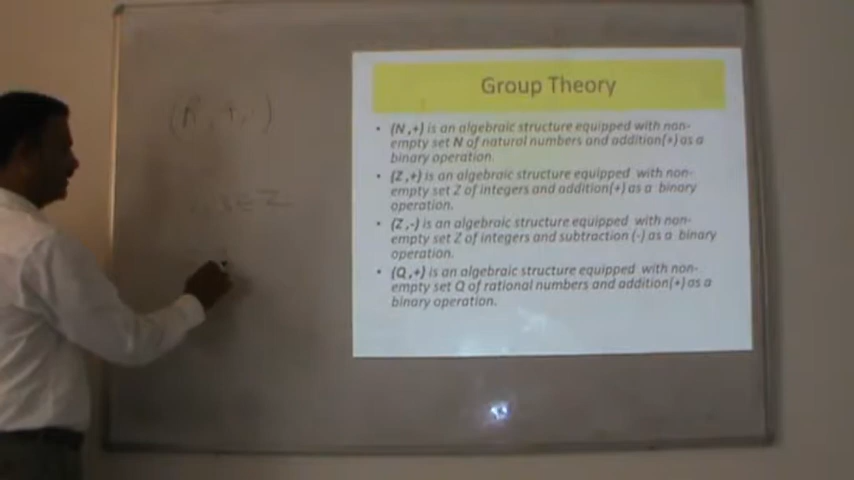 Group Theory
• (N,+) is an algebraic structure equipped with non-
empty set N of natural numbers and addition(+) as a
binary operation.
• (Z,+) is an algebraic structure equipped with non-
empty set Z of integers and addition(+) as a binary
operation.
• (Z,-) is an algebraic structure equipped with non-
empty set Z of integers and subtraction (-) as a binary
operation.
• (Q,+) is an algebraic structure equipped with non-
empty set Q of rational numbers and addition(+) as a
binary operation.